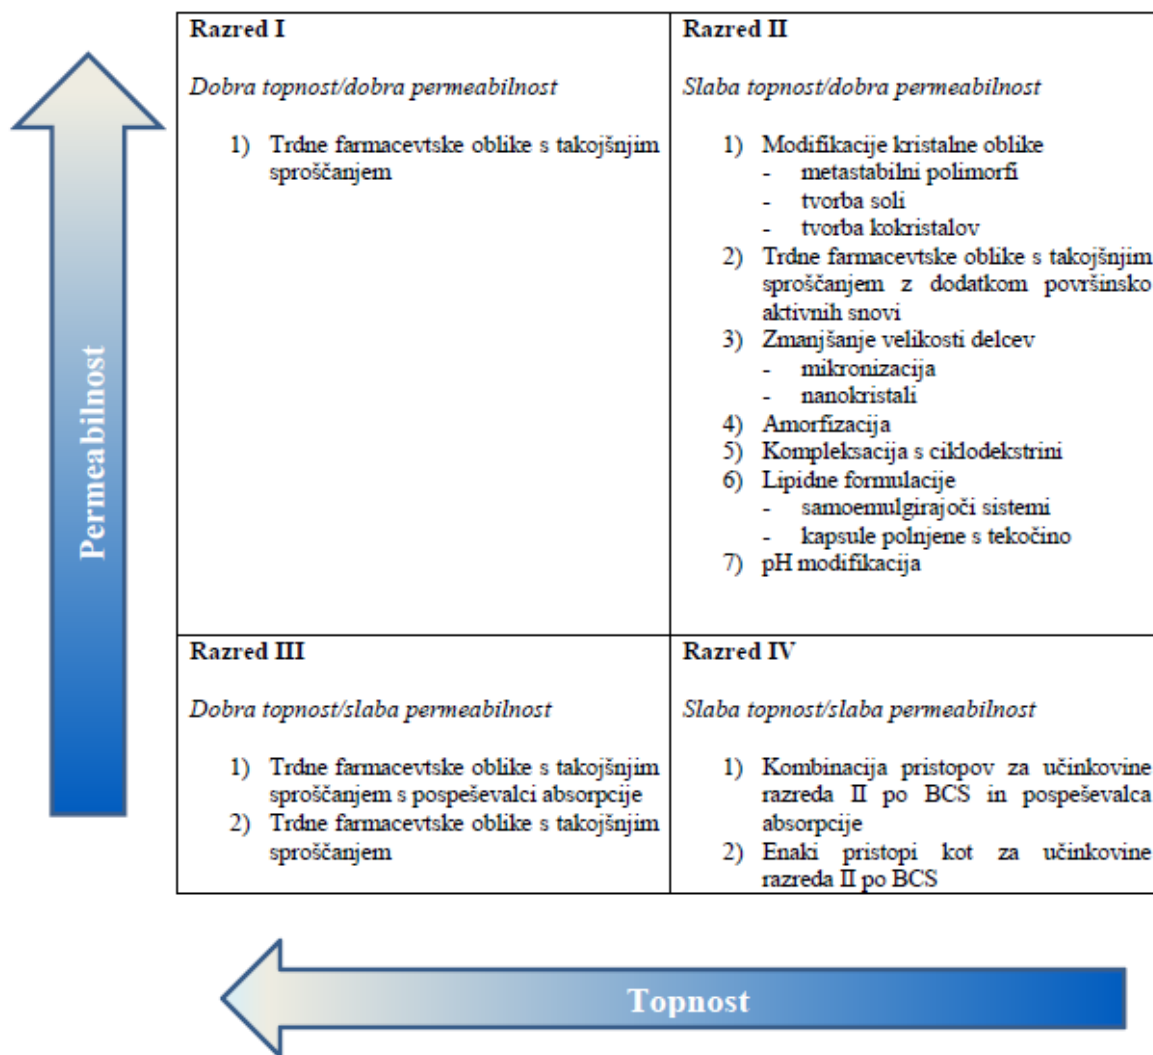 Permeabilnost
Razred I
Dobra topnost/dobra permeabilnost
1) Trdne farmacevtske oblike s takojšnjim
sproščanjem
Razred II
Slaba topnost/dobra permeabilnost
1) Modifikacije kristalne oblike
- metastabilni polimorfi
- tvorba soli
- tvorba kokristalov
2) Trdne farmacevtske oblike s takojšnjim
sproščanjem z dodatkom površinsko
aktivnih snovi
3) Zmanjšanje velikosti delcev
- mikronizacija
- nanokristali
4) Amorfizacija
5) Kompleksacija s ciklodekstrini
6) Lipidne formulacije
- samoemulgirajoči sistemi
- kapsule polnjene s tekočino
7) pH modifikacija
Razred III
Dobra topnost/slaba permeabilnost
1) Trdne farmacevtske oblike s takojšnjim
sproščanjem s pospeševalci absorpcije
2) Trdne farmacevtske oblike s takojšnjim
sproščanjem
Razred IV
Slaba topnost/slaba permeabilnost
1) Kombinacija pristopov za učinkovine
razreda II po BCS in pospeševalca
absorpcije
2) Enaki pristopi kot za učinkovine
razreda II po BCS
Topnost